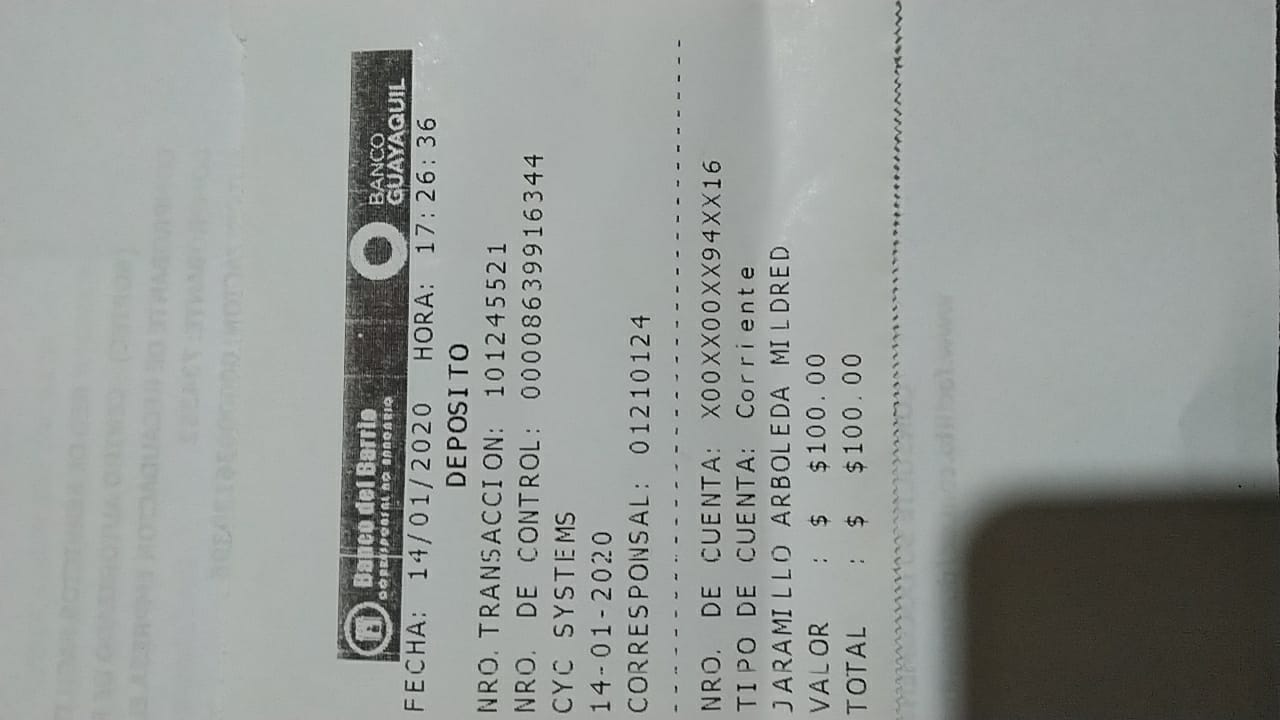 Banco del Barrio
CORRESPONSAL NO BANCARIO
BANCO
GUAYAQUIL
FECHA: 14/01/2020 HORA: 17:26:36
DEPOSITO
NRO. TRANSACCION: 101245521
NRO. DE CONTROL: 00008639916344
CYC SYSTEMS
14-01-2020
CORRESPONSAL: 01210124
----------------------------------------
NRO. DE CUENTA: X00XX00XX94XX16
TIPO DE CUENTA: Corriente
JARAMILLO ARBOLEDA MILDRED
VALOR : $ $100.00
TOTAL : $ $100.00